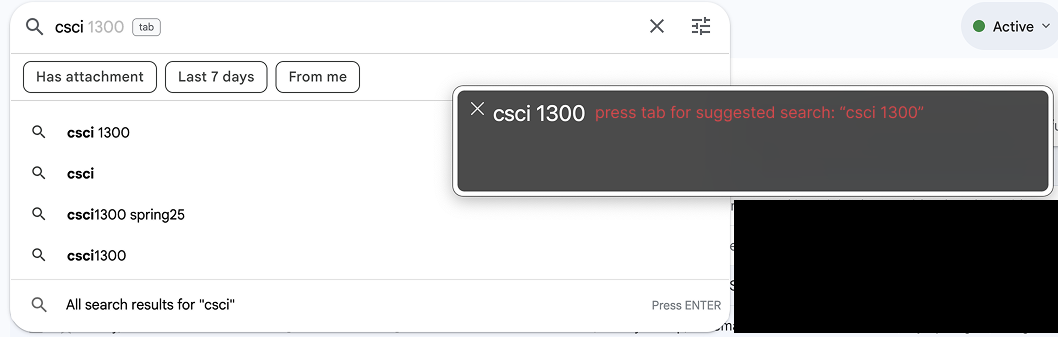 csci 1300 tab
Active
Has attachment Last 7 days From me
csci 1300 press tab for suggested search: "csci 1300"
csci 1300
csci
csci1300 spring25
csci1300
All search results for "csci" Press ENTER